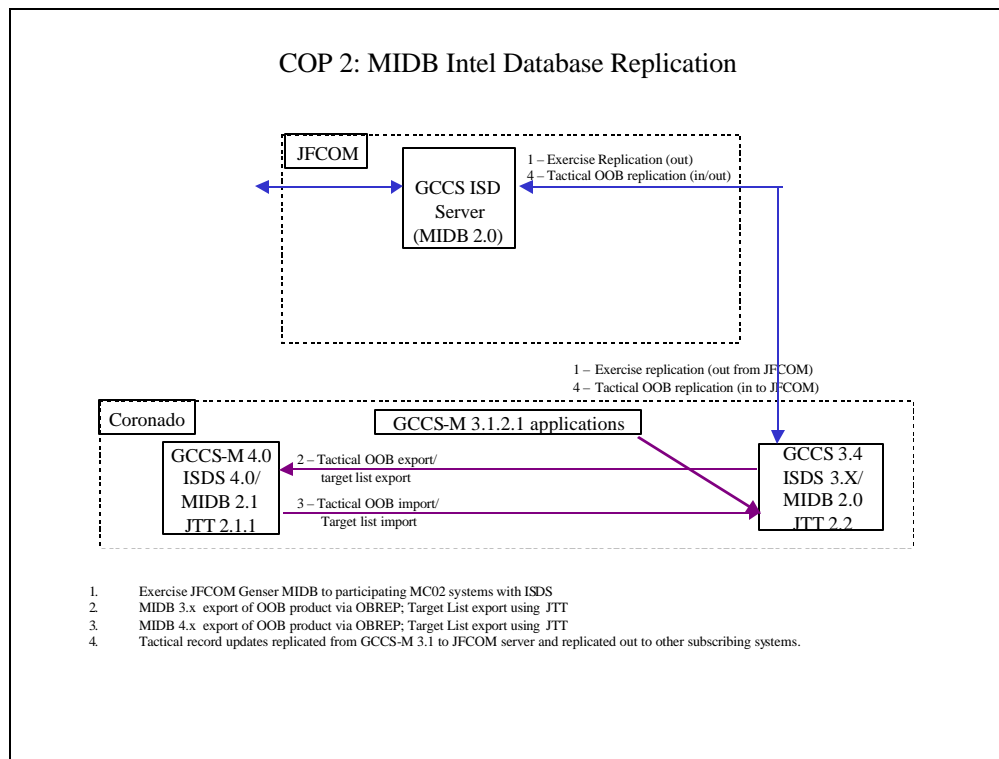 COP 2: MIDB Intel Database Replication
JFCOM
GCCS ISD
Server
(MIDB 2.0)
1 – Exercise Replication (out)
4 – Tactical OOB replication (in/out)
1 – Exercise replication (out from JFCOM)
4 – Tactical OOB replication (in to JFCOM)
Coronado
GCCS-M 3.1.2.1 applications
GCCS-M 4.0
ISDS 4.0/
MIDB 2.1
JTT 2.1.1
2 – Tactical OOB export/
target list export
3 – Tactical OOB import/
Target list import
GCCS 3.4
ISDS 3.X/
MIDB 2.0
JTT 2.2
1. Exercise JFCOM Genser MIDB to participating MC02 systems with ISDS
2. MIDB 3.x export of OOB product via OBREP; Target List export using JTT
3. MIDB 4.x export of OOB product via OBREP; Target List export using JTT
4. Tactical record updates replicated from GCCS-M 3.1 to JFCOM server and replicated out to other subscribing systems.